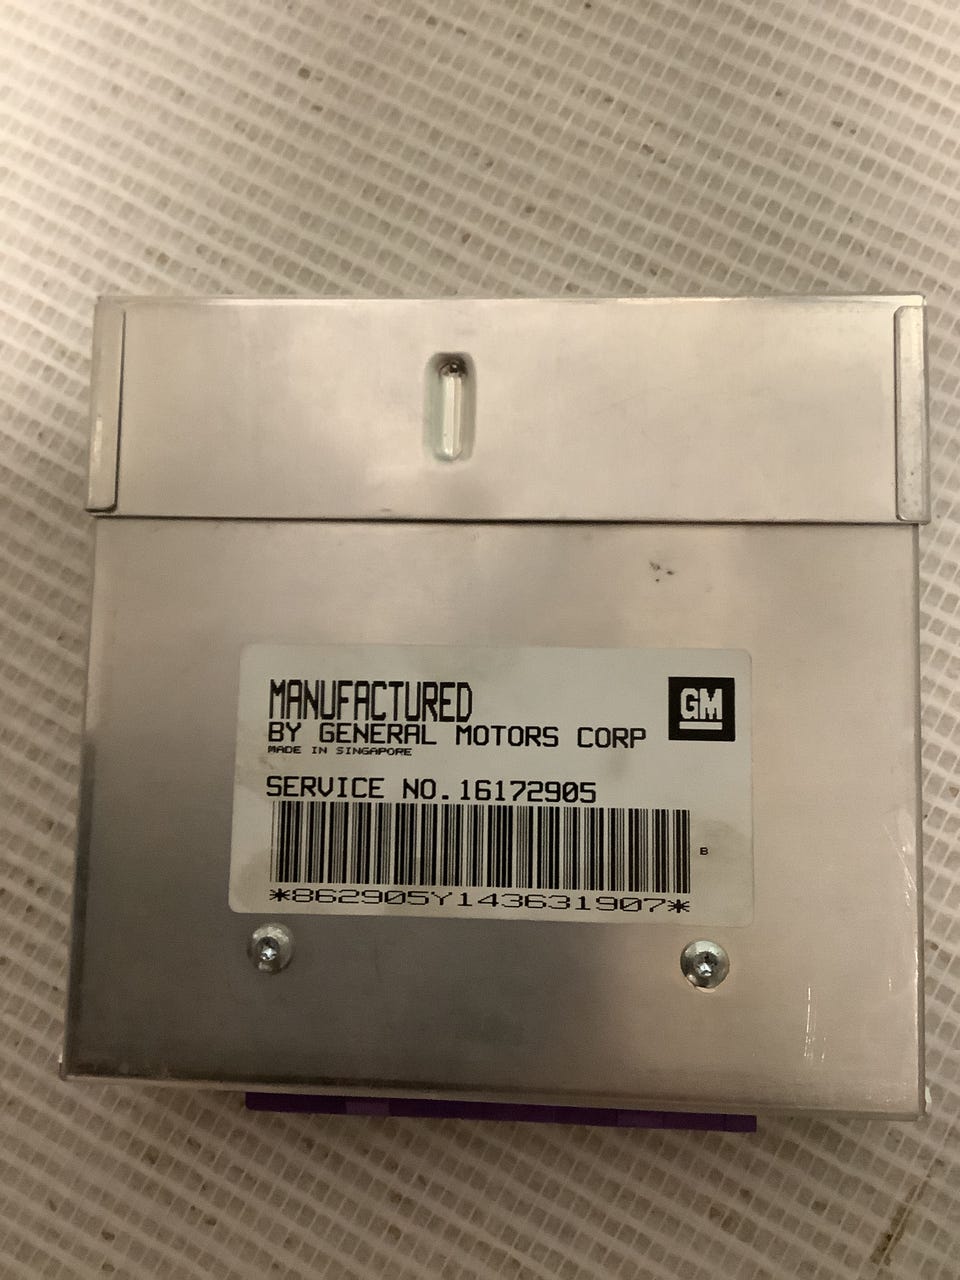 MANUFACTURED
BY GENERAL MOTORS CORP
MADE IN SINGAPORE
GM
SERVICE NO.16172905
B
*862905Y143631907*